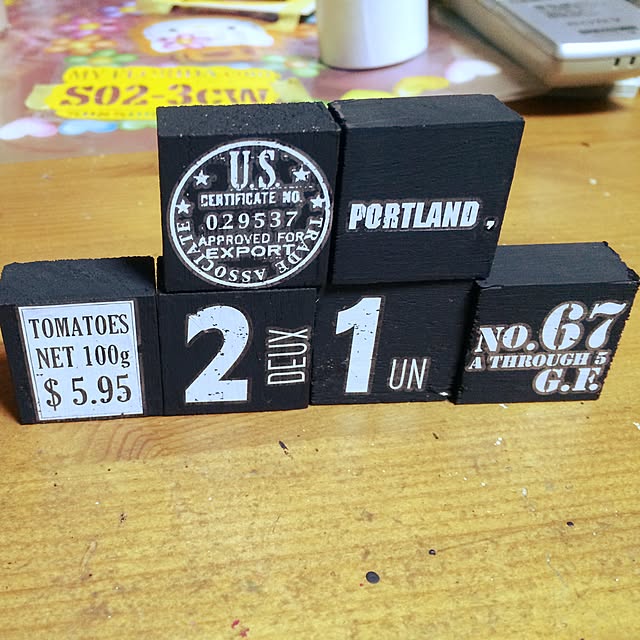 S02-3CW
U.S.
CERTIFICATE NO.
029537
APPROVED FOR
EXPORT
TRADE ASSOCIATE
PORTLAND,
TOMATOES
NET 100g
$ 5.95
2
DEUX
1
UN
NO.67
A THROUGH 5
G.F.